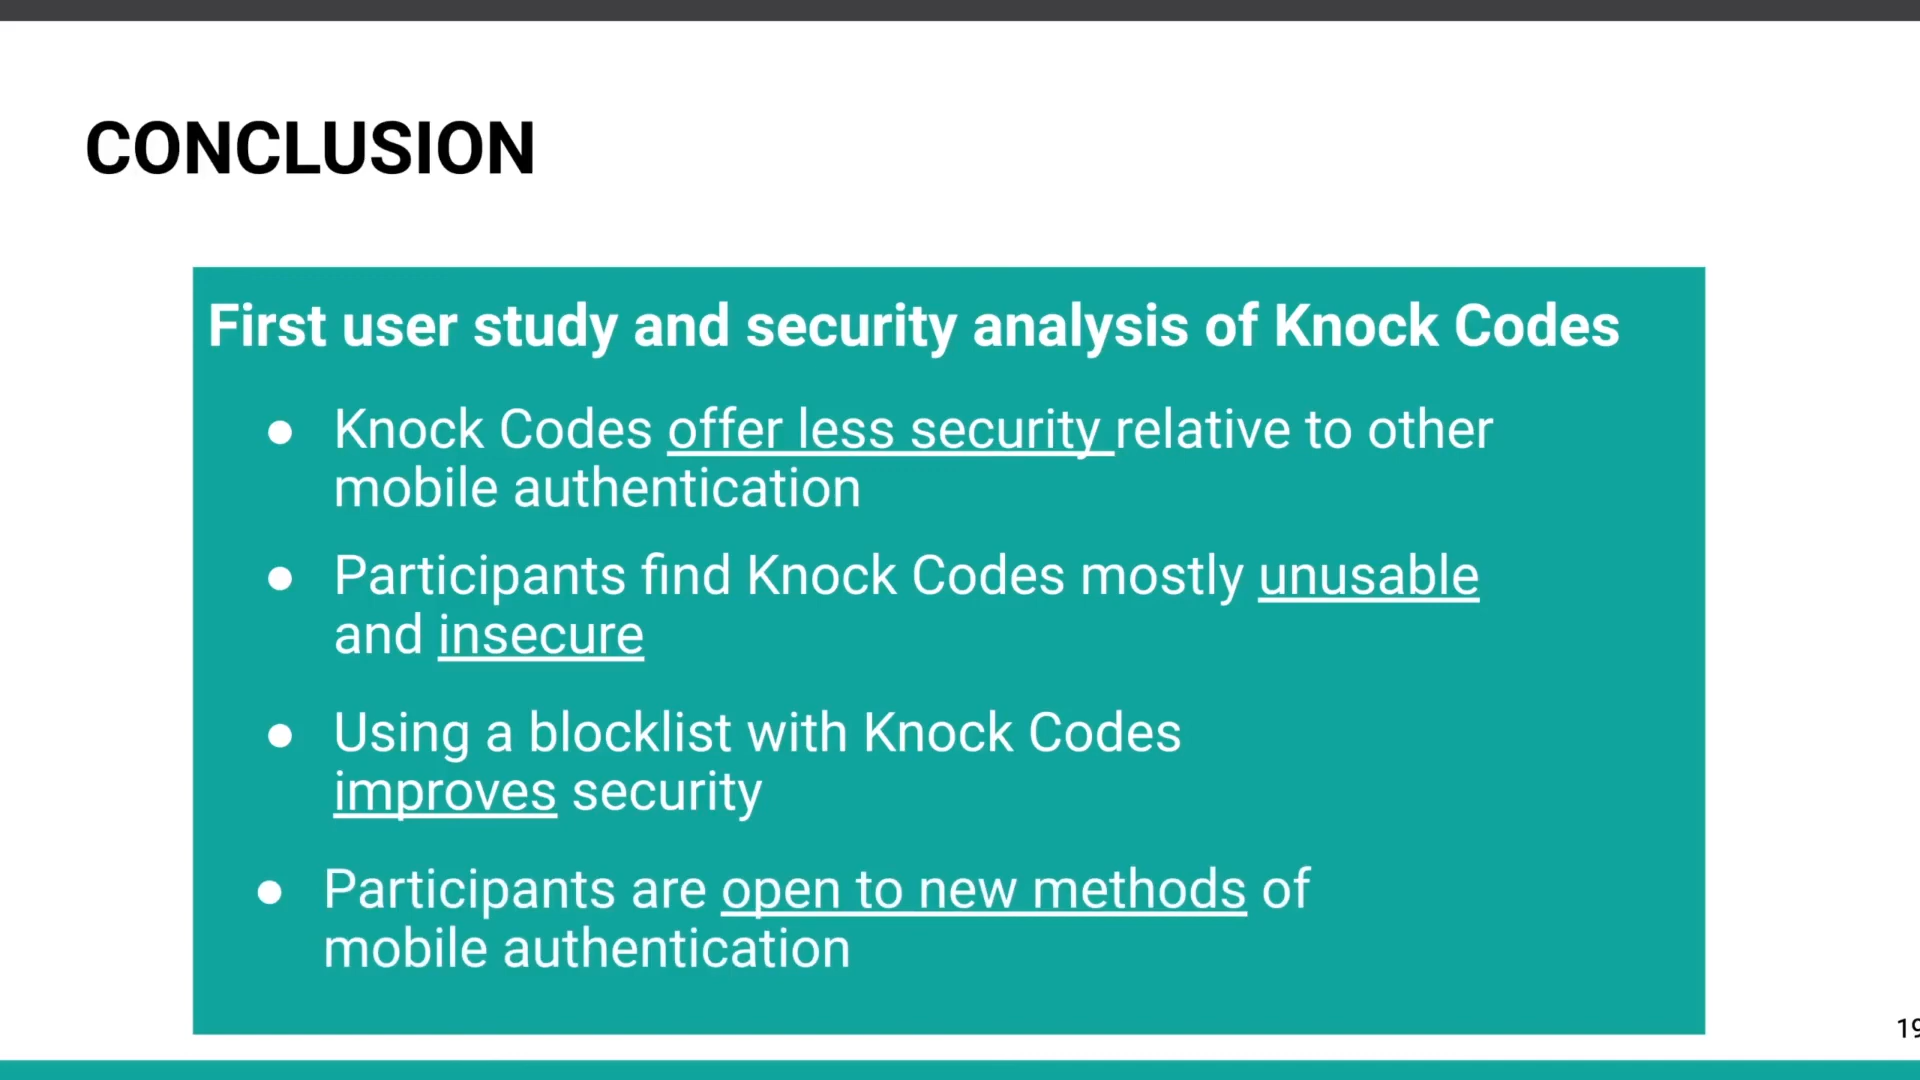 CONCLUSION
First user study and security analysis of Knock Codes
● Knock Codes offer less security relative to other
mobile authentication
● Participants find Knock Codes mostly unusable
and insecure
● Using a blocklist with Knock Codes
improves security
● Participants are open to new methods of
mobile authentication
19